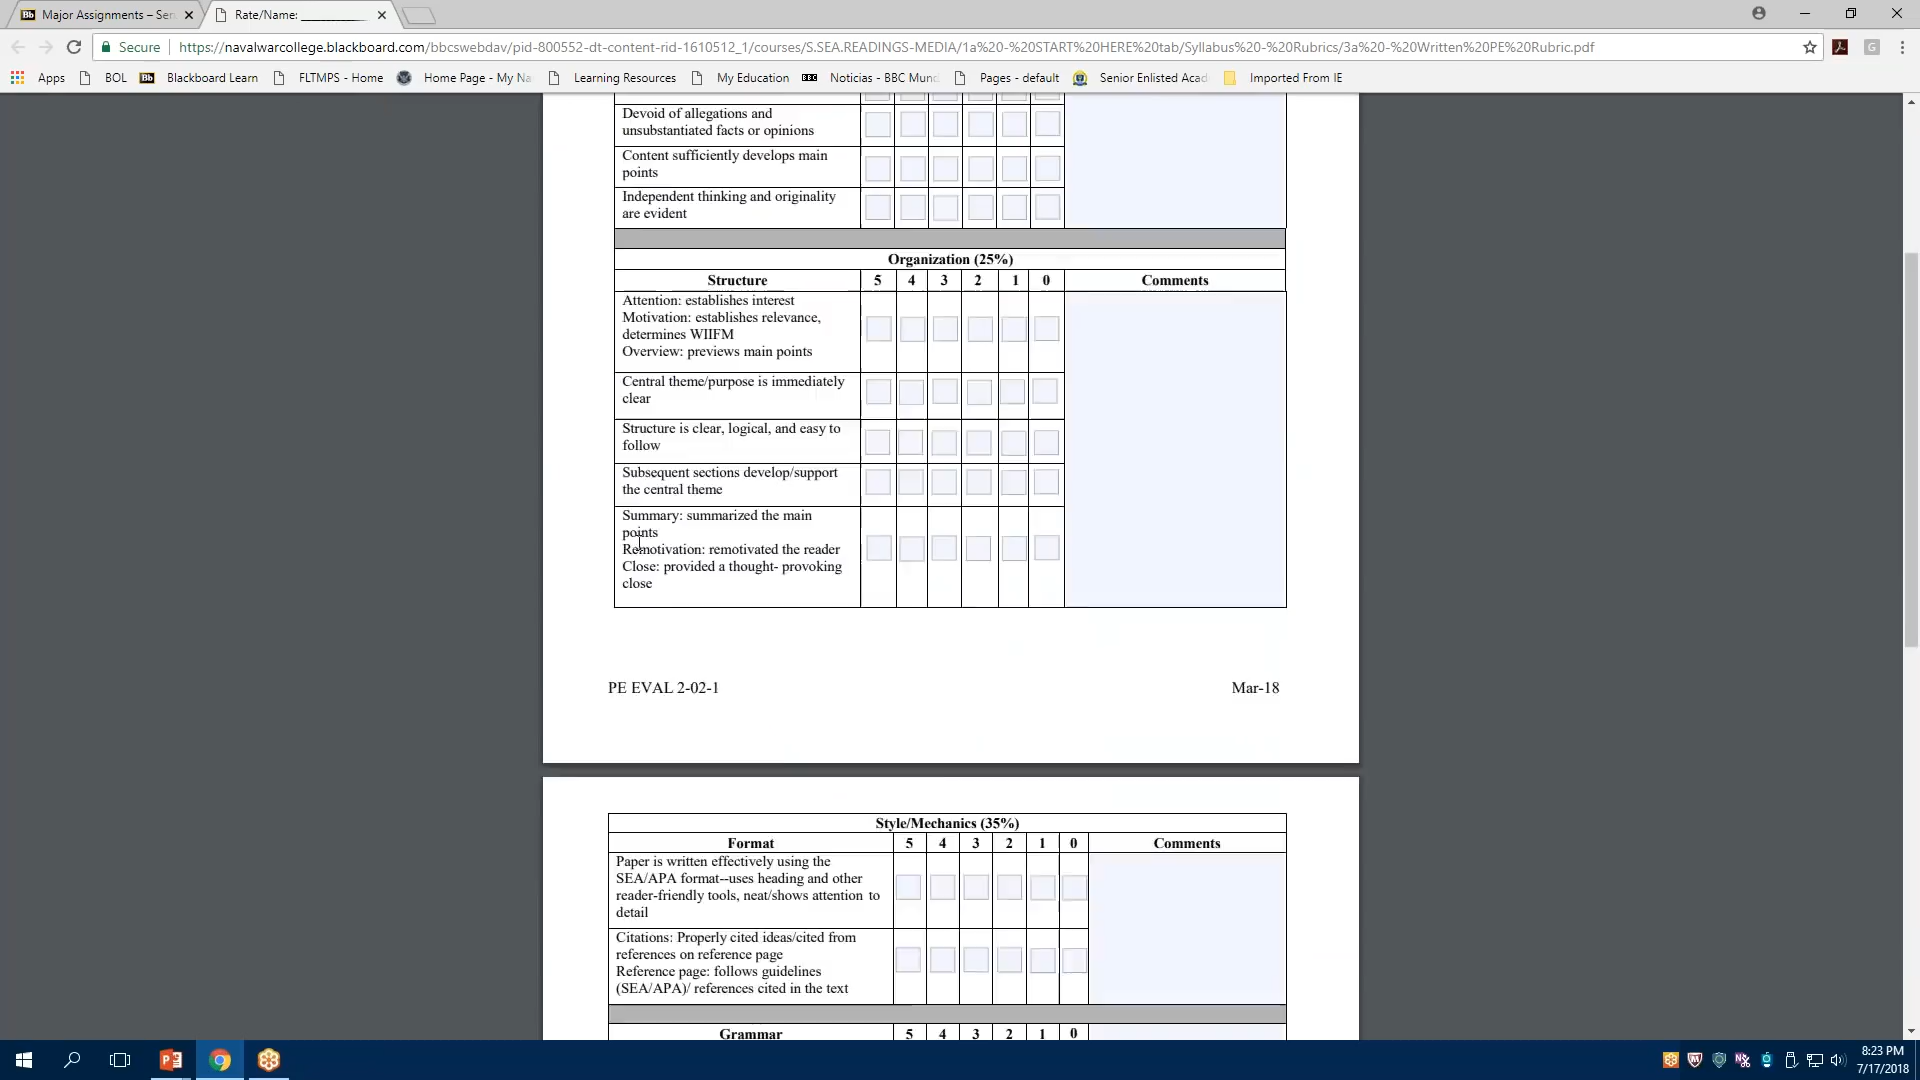 Major Assignments – Sen
Rate/Name: ___________
Secure
https://navalwarcollege.blackboard.com/bbcswebdav/pid-800552-dt-content-rid-1610512_1/courses/S.SEA.READINGS-MEDIA/1a%20-%20START%20HERE%20tab/Syllabus%20-%20Rubrics/3a%20-%20Written%20PE%20Rubric.pdf
Apps BOL Bb Blackboard Learn FLTMPS - Home Home Page - My Na Learning Resources My Education BBC Noticias - BBC Mund Pages - default Senior Enlisted Acad Imported From IE
Devoid of allegations and
unsubstantiated facts or opinions
Content sufficiently develops main
points
Independent thinking and originality
are evident
Organization (25%)
Structure 5 4 3 2 1 0 Comments
Attention: establishes interest
Motivation: establishes relevance,
determines WIIFM
Overview: previews main points
Central theme/purpose is immediately
clear
Structure is clear, logical, and easy to
follow
Subsequent sections develop/support
the central theme
Summary: summarized the main
points
Remotivation: remotivated the reader
Close: provided a thought- provoking
close
PE EVAL 2-02-1 Mar-18
Style/Mechanics (35%)
Format 5 4 3 2 1 0 Comments
Paper is written effectively using the
SEA/APA format--uses heading and other
reader-friendly tools, neat/shows attention to
detail
Citations: Properly cited ideas/cited from
references on reference page
Reference page: follows guidelines
(SEA/APA)/ references cited in the text
Grammar 5 4 3 2 1 0
8:23 PM
7/17/2018